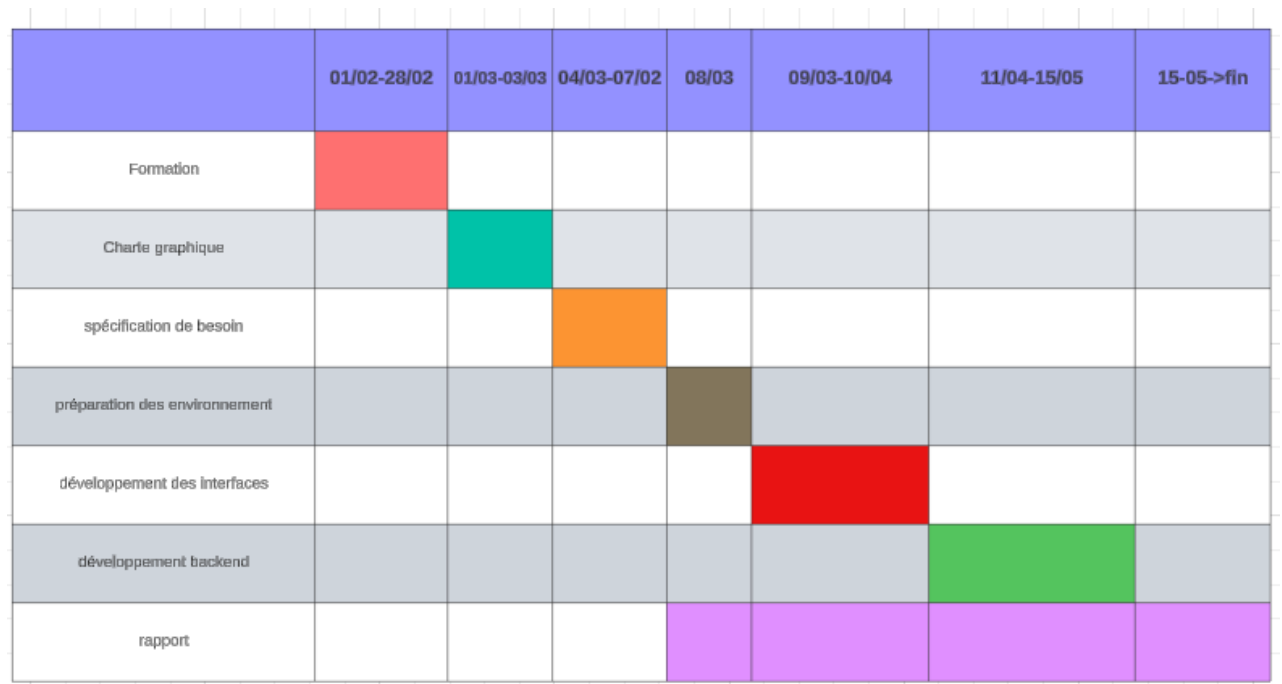 01/02-28/02 01/03-03/03 04/03-07/02 08/03 09/03-10/04 11/04-15/05 15-05->fin
Formation
Charte graphique
spécification de besoin
préparation des environnement
développement des interfaces
développement backend
rapport